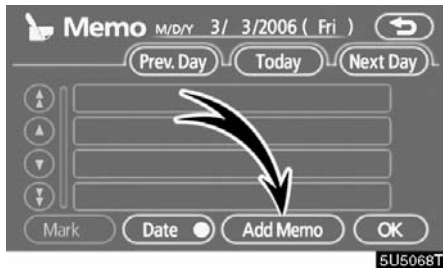 Memo M/D/Y 3/ 3/2006 ( Fri )
Prev. Day Today Next Day
Mark Date Add Memo OK
5U5068T